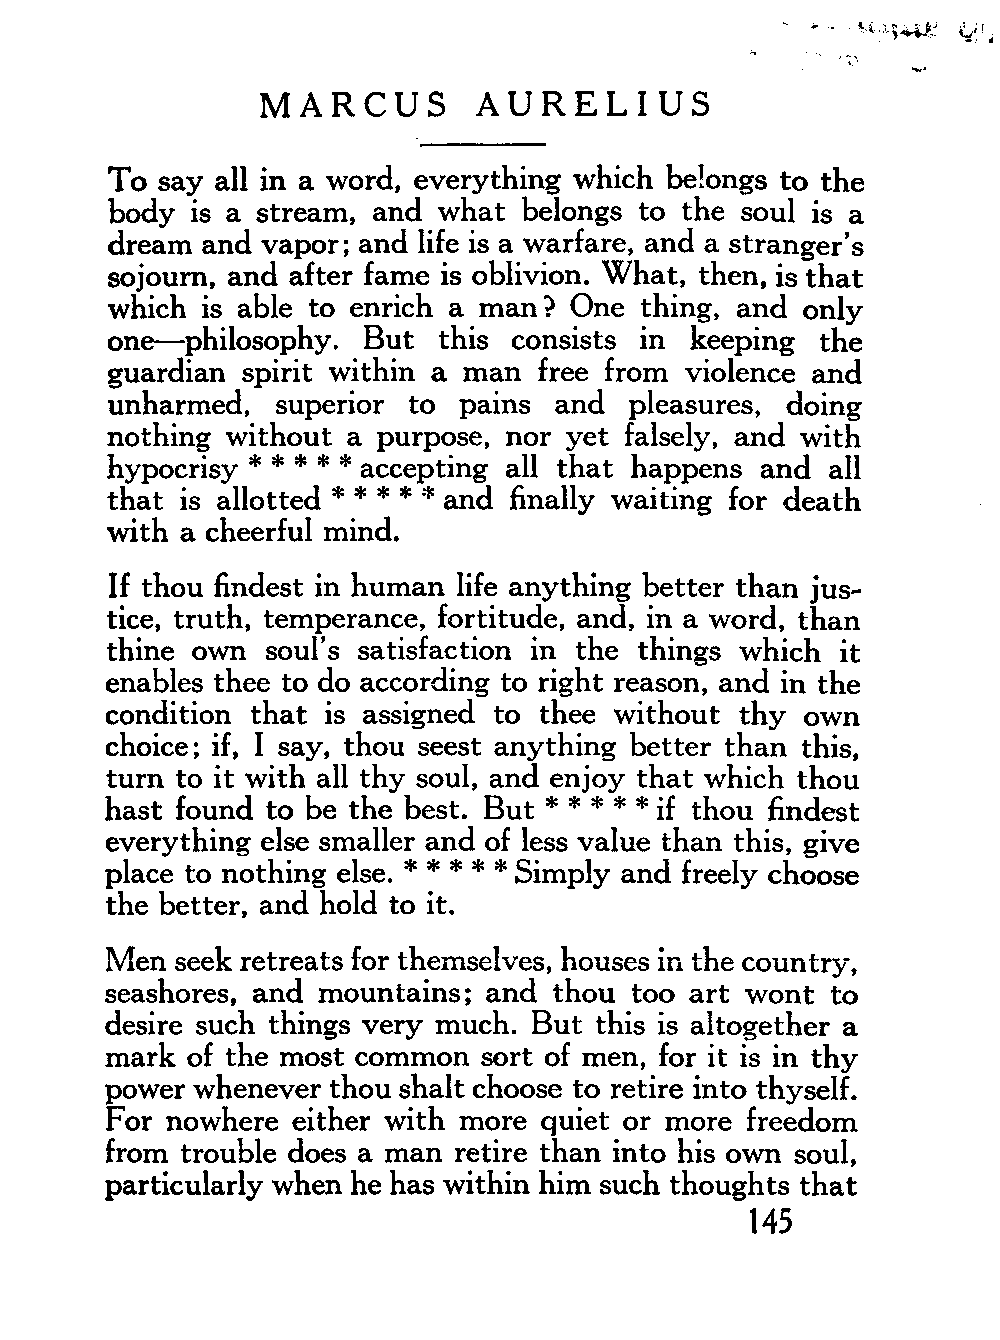 MARCUS AURELIUS
To say all in a word, everything which belongs to the
body is a stream, and what belongs to the soul is a
dream and vapor; and life is a warfare, and a stranger's
sojourn, and after fame is oblivion. What, then, is that
which is able to enrich a man? One thing, and only
one—philosophy. But this consists in keeping the
guardian spirit within a man free from violence and
unharmed, superior to pains and pleasures, doing
nothing without a purpose, nor yet falsely, and with
hypocrisy * * * * * accepting all that happens and all
that is allotted * * * * * and finally waiting for death
with a cheerful mind.
If thou findest in human life anything better than jus-
tice, truth, temperance, fortitude, and, in a word, than
thine own soul's satisfaction in the things which it
enables thee to do according to right reason, and in the
condition that is assigned to thee without thy own
choice; if, I say, thou seest anything better than this,
turn to it with all thy soul, and enjoy that which thou
hast found to be the best. But * * * * * if thou findest
everything else smaller and of less value than this, give
place to nothing else. * * * * * Simply and freely choose
the better, and hold to it.
Men seek retreats for themselves, houses in the country,
seashores, and mountains; and thou too art wont to
desire such things very much. But this is altogether a
mark of the most common sort of men, for it is in thy
power whenever thou shalt choose to retire into thyself.
For nowhere either with more quiet or more freedom
from trouble does a man retire than into his own soul,
particularly when he has within him such thoughts that
145